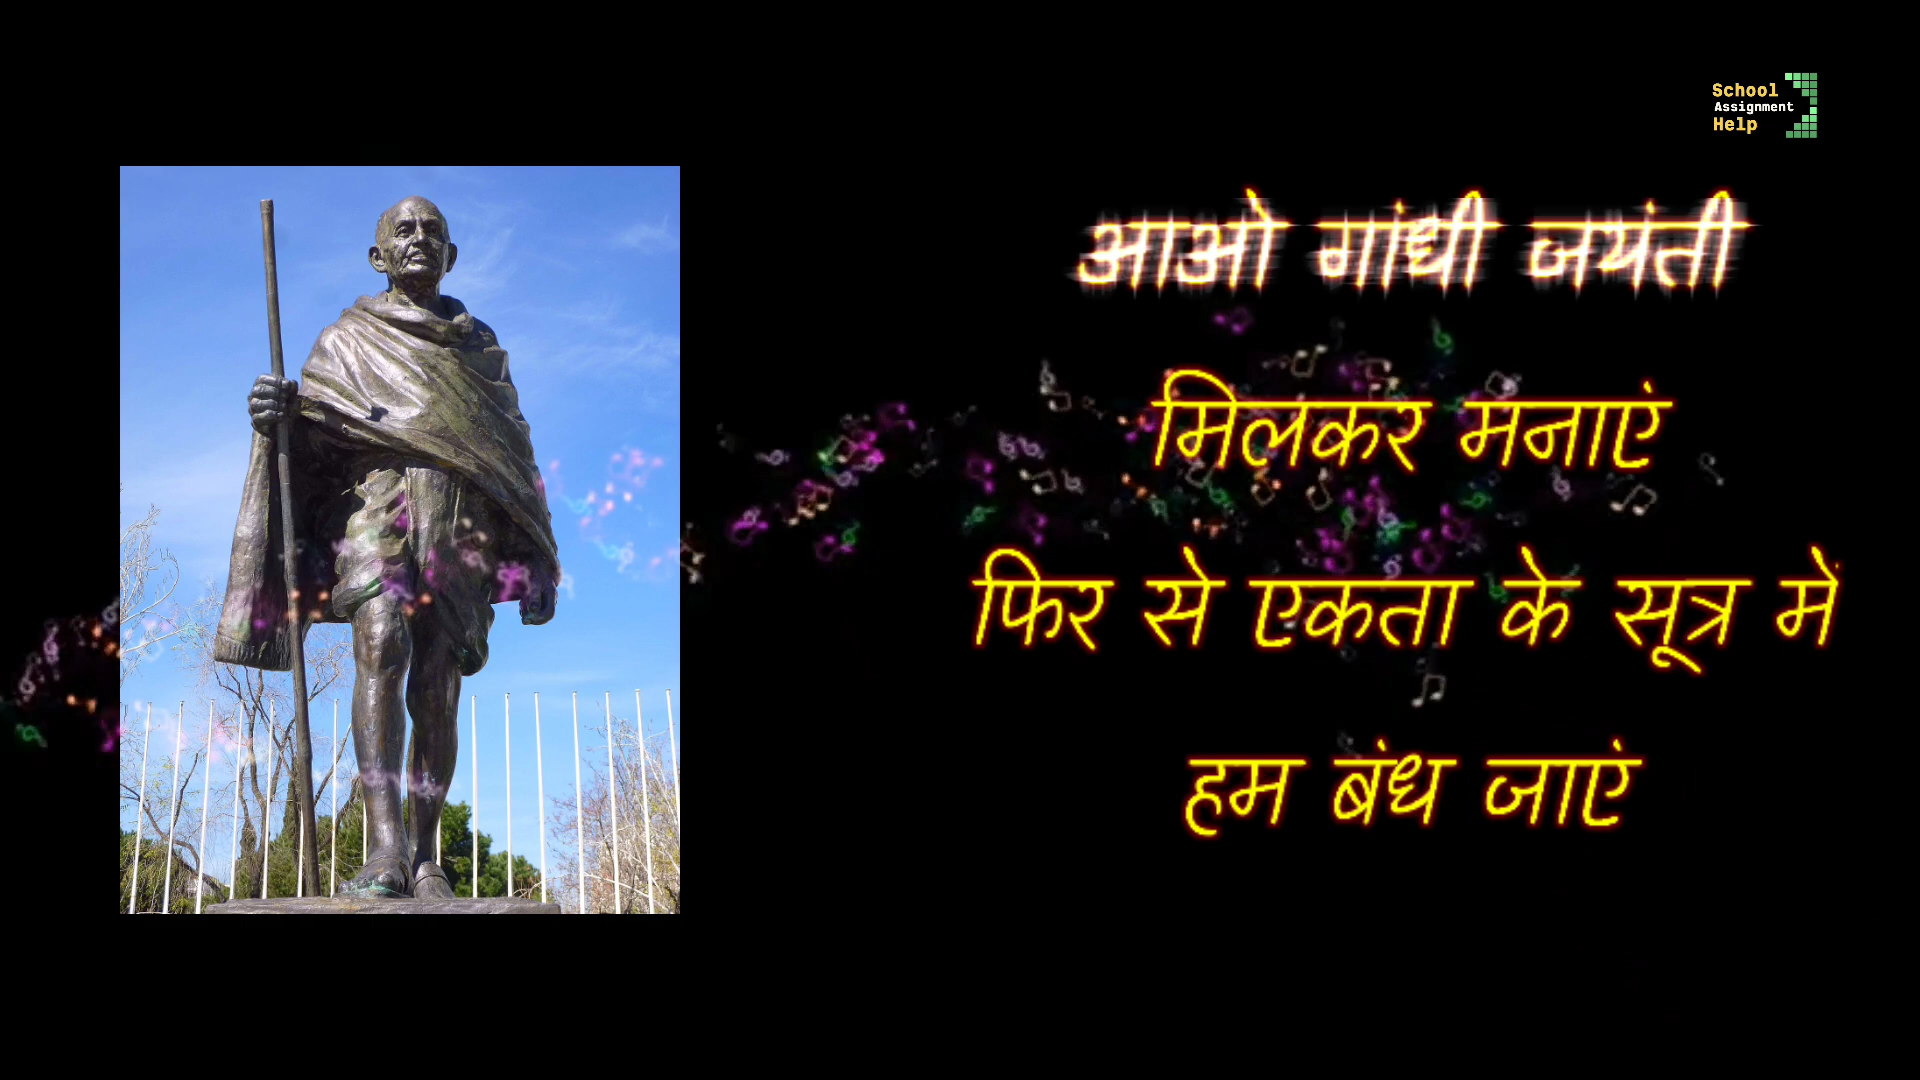 School
Assignment
Help
आओ गांधी जयंती
मिलकर मनाएं
फिर से एकता के सूत्र में
हम बंध जाएं